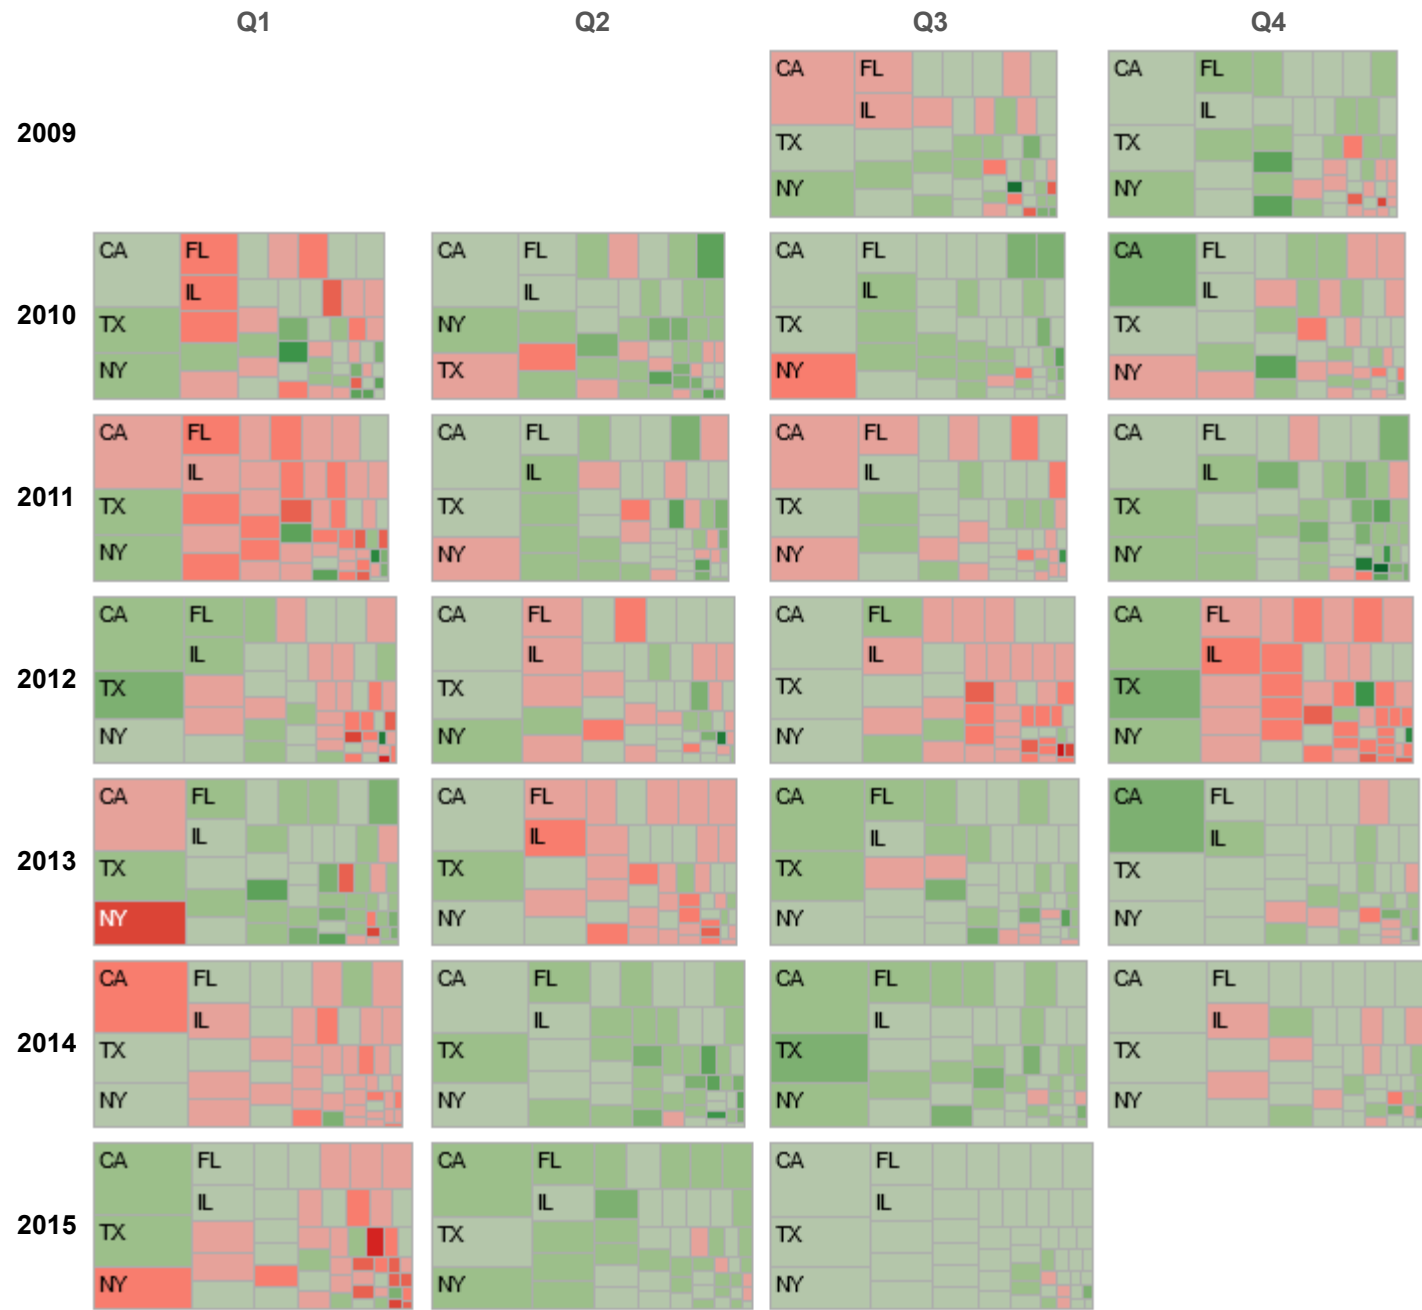 Q1 Q2 Q3 Q4
CA FL CA FL
IL IL
2009
TX TX
NY NY
CA FL CA FL CA FL CA FL
IL IL IL IL
2010
TX NY TX TX
NY TX NY NY
CA FL CA FL CA FL CA FL
IL IL IL IL
2011
TX TX TX TX
NY NY NY NY
CA FL CA FL CA FL CA FL
IL IL IL IL
2012
TX TX TX TX
NY NY NY NY
CA FL CA FL CA FL CA FL
IL IL IL IL
2013
TX TX TX TX
NY NY NY NY
CA FL CA FL CA FL CA FL
IL IL IL IL
2014
TX TX TX TX
NY NY NY NY
CA FL CA FL CA FL
IL IL IL
2015
TX TX TX
NY NY NY